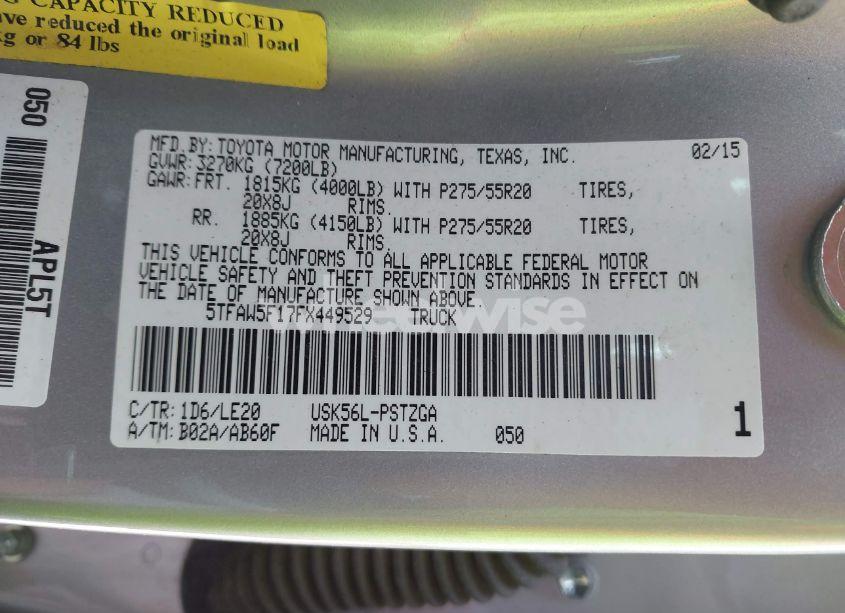 CAPACITY REDUCED
have reduced the original load
kg or 84 lbs
050
APL5T
MFD.BY:TOYOTA MOTOR MANUFACTURING, TEXAS, INC. 02/15
GVWR:3270KG (7200LB)
GAWR:FRT. 1815KG (4000LB) WITH P275/55R20 TIRES,
20X8J RIMS.
RR. 1885KG (4150LB) WITH P275/55R20 TIRES,
20X8J RIMS.
THIS VEHICLE CONFORMS TO ALL APPLICABLE FEDERAL MOTOR
VEHICLE SAFETY AND THEFT PREVENTION STANDARDS IN EFFECT ON
THE DATE OF MANUFACTURE SHOWN ABOVE.
5TFAW5F17FX449529 TRUCK
wheelwise
C/TR:1D6/LE20 USK56L-PSTZGA
A/TM:B02A/AB60F MADE IN U.S.A. 050 1